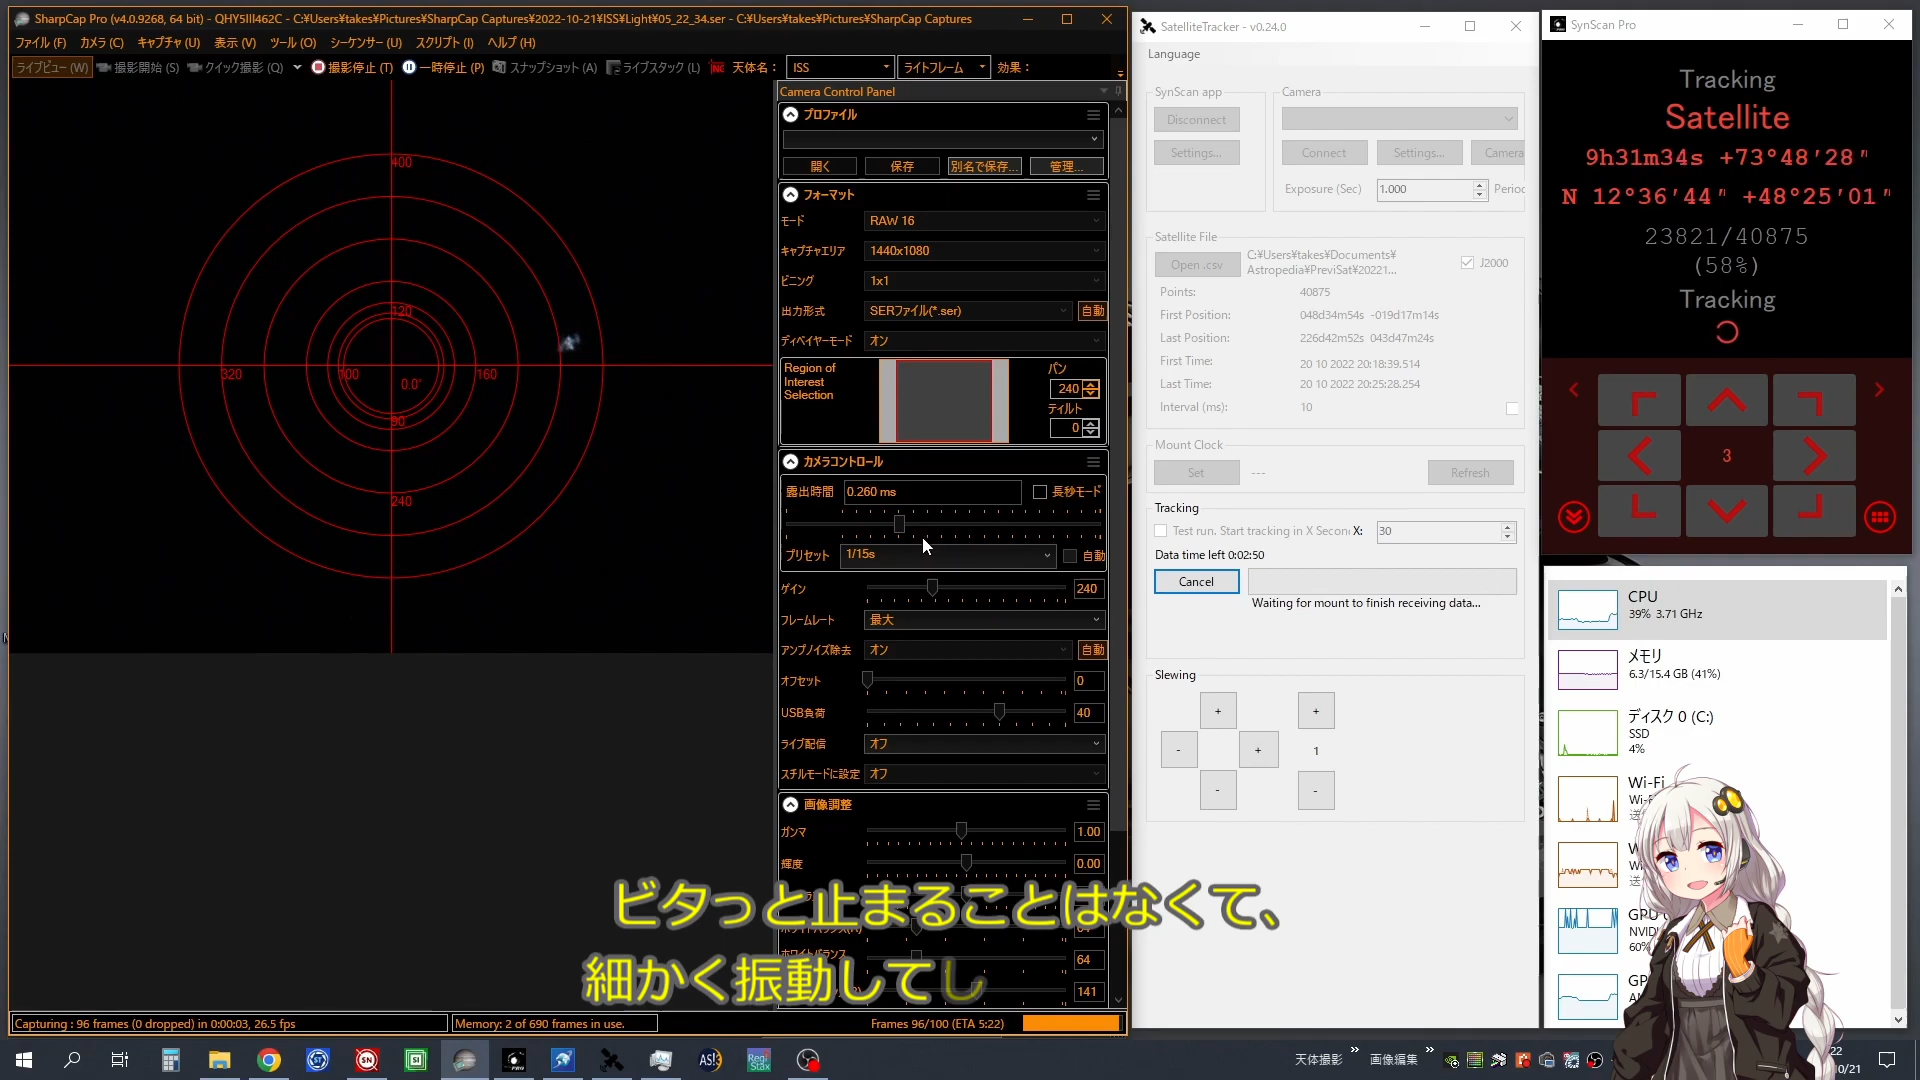 SharpCap Pro (v4.0.9268, 64 bit) - QHY5III462C - C:¥Users¥takes¥Pictures¥SharpCap Captures¥2022-10-21¥ISS¥Light¥05_22_34.ser - C:¥Users¥takes¥Pictures¥SharpCap Captures
ファイル (F) カメラ (C) キャプチャ (U) 表示 (V) ツール (O) シーケンサー (U) スクリプト (I) ヘルプ (H)
ライブビュー (W) 撮影開始 (S) クイック撮影 (Q) 撮影停止 (T) 一時停止 (P) スナップショット (A) ライブスタック (L) 天体名： ISS ライトフレーム 効果：
400
120
320
100
0.0°
160
90
240
Camera Control Panel
プロファイル
開く 保存 別名で保存... 管理...
フォーマット
モード RAW 16
キャプチャエリア 1440x1080
ビニング 1x1
出力形式 SERファイル(*.ser) 自動
ディベイヤーモード オン
Region of
Interest
Selection
パン
240
ティルト
0
カメラコントロール
露出時間 0.260 ms 長秒モード
プリセット 1/15s 自動
ゲイン 240
フレームレート 最大
アンプノイズ除去 オン 自動
オフセット 0
USB負荷 40
ライブ配信 オフ
スチルモードに設定 オフ
画像調整
ガンマ 1.00
輝度 0.00
ホワイトバランス
64
141
Capturing : 96 frames (0 dropped) in 0:00:03, 26.5 fps
Memory: 2 of 690 frames in use.
Frames 96/100 (ETA 5:22)
SatelliteTracker - v0.24.0
Language
SynScan app
Disconnect
Settings...
Camera
Connect Settings... Camera
Exposure (Sec) 1.000 Perioc
Satellite File
Open .csv
C:¥Users¥takes¥Documents¥
Astropedia¥PreviSat¥20221...
J2000
Points: 40875
First Position: 048d34m54s -019d17m14s
Last Position: 226d42m52s 043d47m24s
First Time: 20 10 2022 20:18:39.514
Last Time: 20 10 2022 20:25:28.254
Interval (ms): 10
Mount Clock
Set --- Refresh
Tracking
Test run. Start tracking in X Secon X: 30
Data time left 0:02:50
Cancel
Waiting for mount to finish receiving data...
Slewing
+ +
- + 1
- -
SynScan Pro
Tracking
Satellite
9h31m34s +73°48′28″
N 12°36′44″ +48°25′01″
23821/40875
(58%)
Tracking
3
CPU
39% 3.71 GHz
メモリ
6.3/15.4 GB (41%)
ディスク 0 (C:)
SSD
4%
Wi-Fi
Wi-F
GPU
NVIDI
60%
ビタっと止まることはなくて、
細かく振動してし
天体撮影 » 画像編集 »